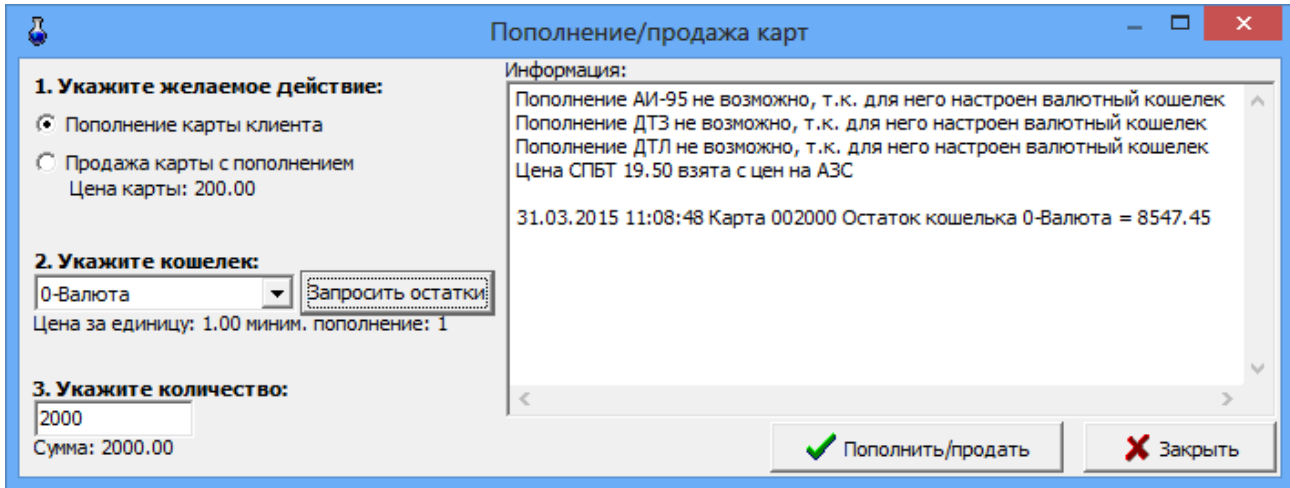 Пополнение/продажа карт
1. Укажите желаемое действие:
Пополнение карты клиента
Продажа карты с пополнением
Цена карты: 200.00
2. Укажите кошелек:
0-Валюта
Запросить остатки
Цена за единицу: 1.00 миним. пополнение: 1
3. Укажите количество:
2000
Сумма: 2000.00
Информация:
Пополнение АИ-95 не возможно, т.к. для него настроен валютный кошелек
Пополнение ДТЗ не возможно, т.к. для него настроен валютный кошелек
Пополнение ДТЛ не возможно, т.к. для него настроен валютный кошелек
Цена СПБТ 19.50 взята с цен на АЗС
31.03.2015 11:08:48 Карта 002000 Остаток кошелька 0-Валюта = 8547.45
Пополнить/продать
Закрыть